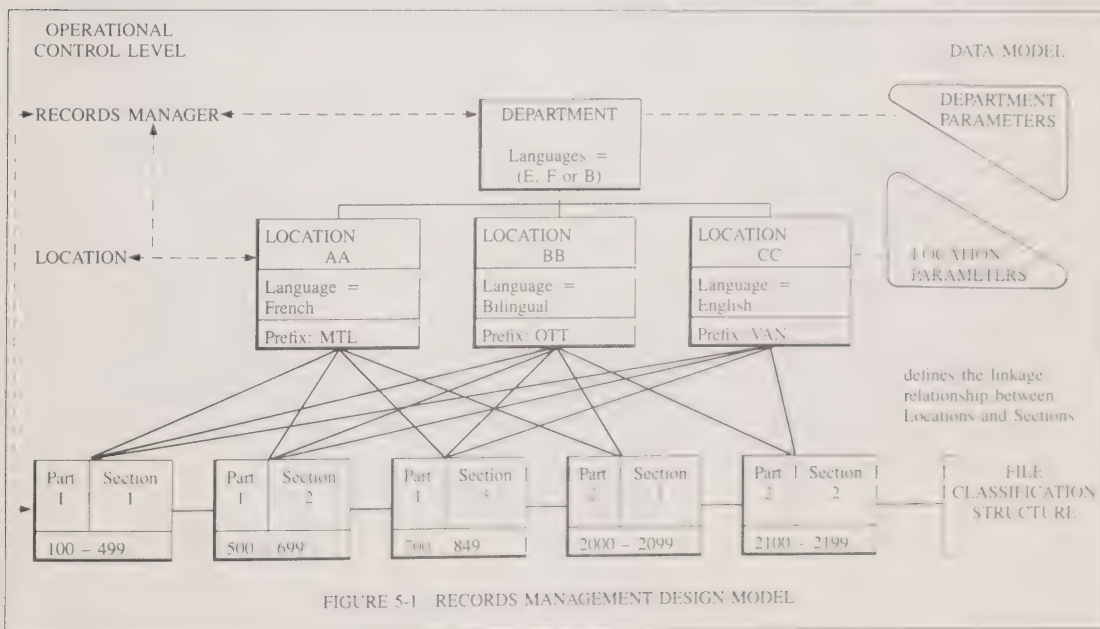 OPERATIONAL
CONTROL LEVEL
DATA MODEL
RECORDS MANAGER
DEPARTMENT
Languages =
(E, F or B)
DEPARTMENT
PARAMETERS
LOCATION
LOCATION
AA
Language =
French
Prefix: MTL
LOCATION
BB
Language =
Bilingual
Prefix: OTT
LOCATION
CC
Language =
English
Prefix VAN
LOCATION
PARAMETERS
defines the linkage
relationship between
Locations and Sections
Part Section
1 1
100 - 499
Part Section
1 2
500 - 699
Part Section
1 3
700 849
Part Section
2 1
2000 - 2099
Part Section
2 2
2100 - 2199
FILE
CLASSIFICATION
STRUCTURE
FIGURE 5-1 RECORDS MANAGEMENT DESIGN MODEL